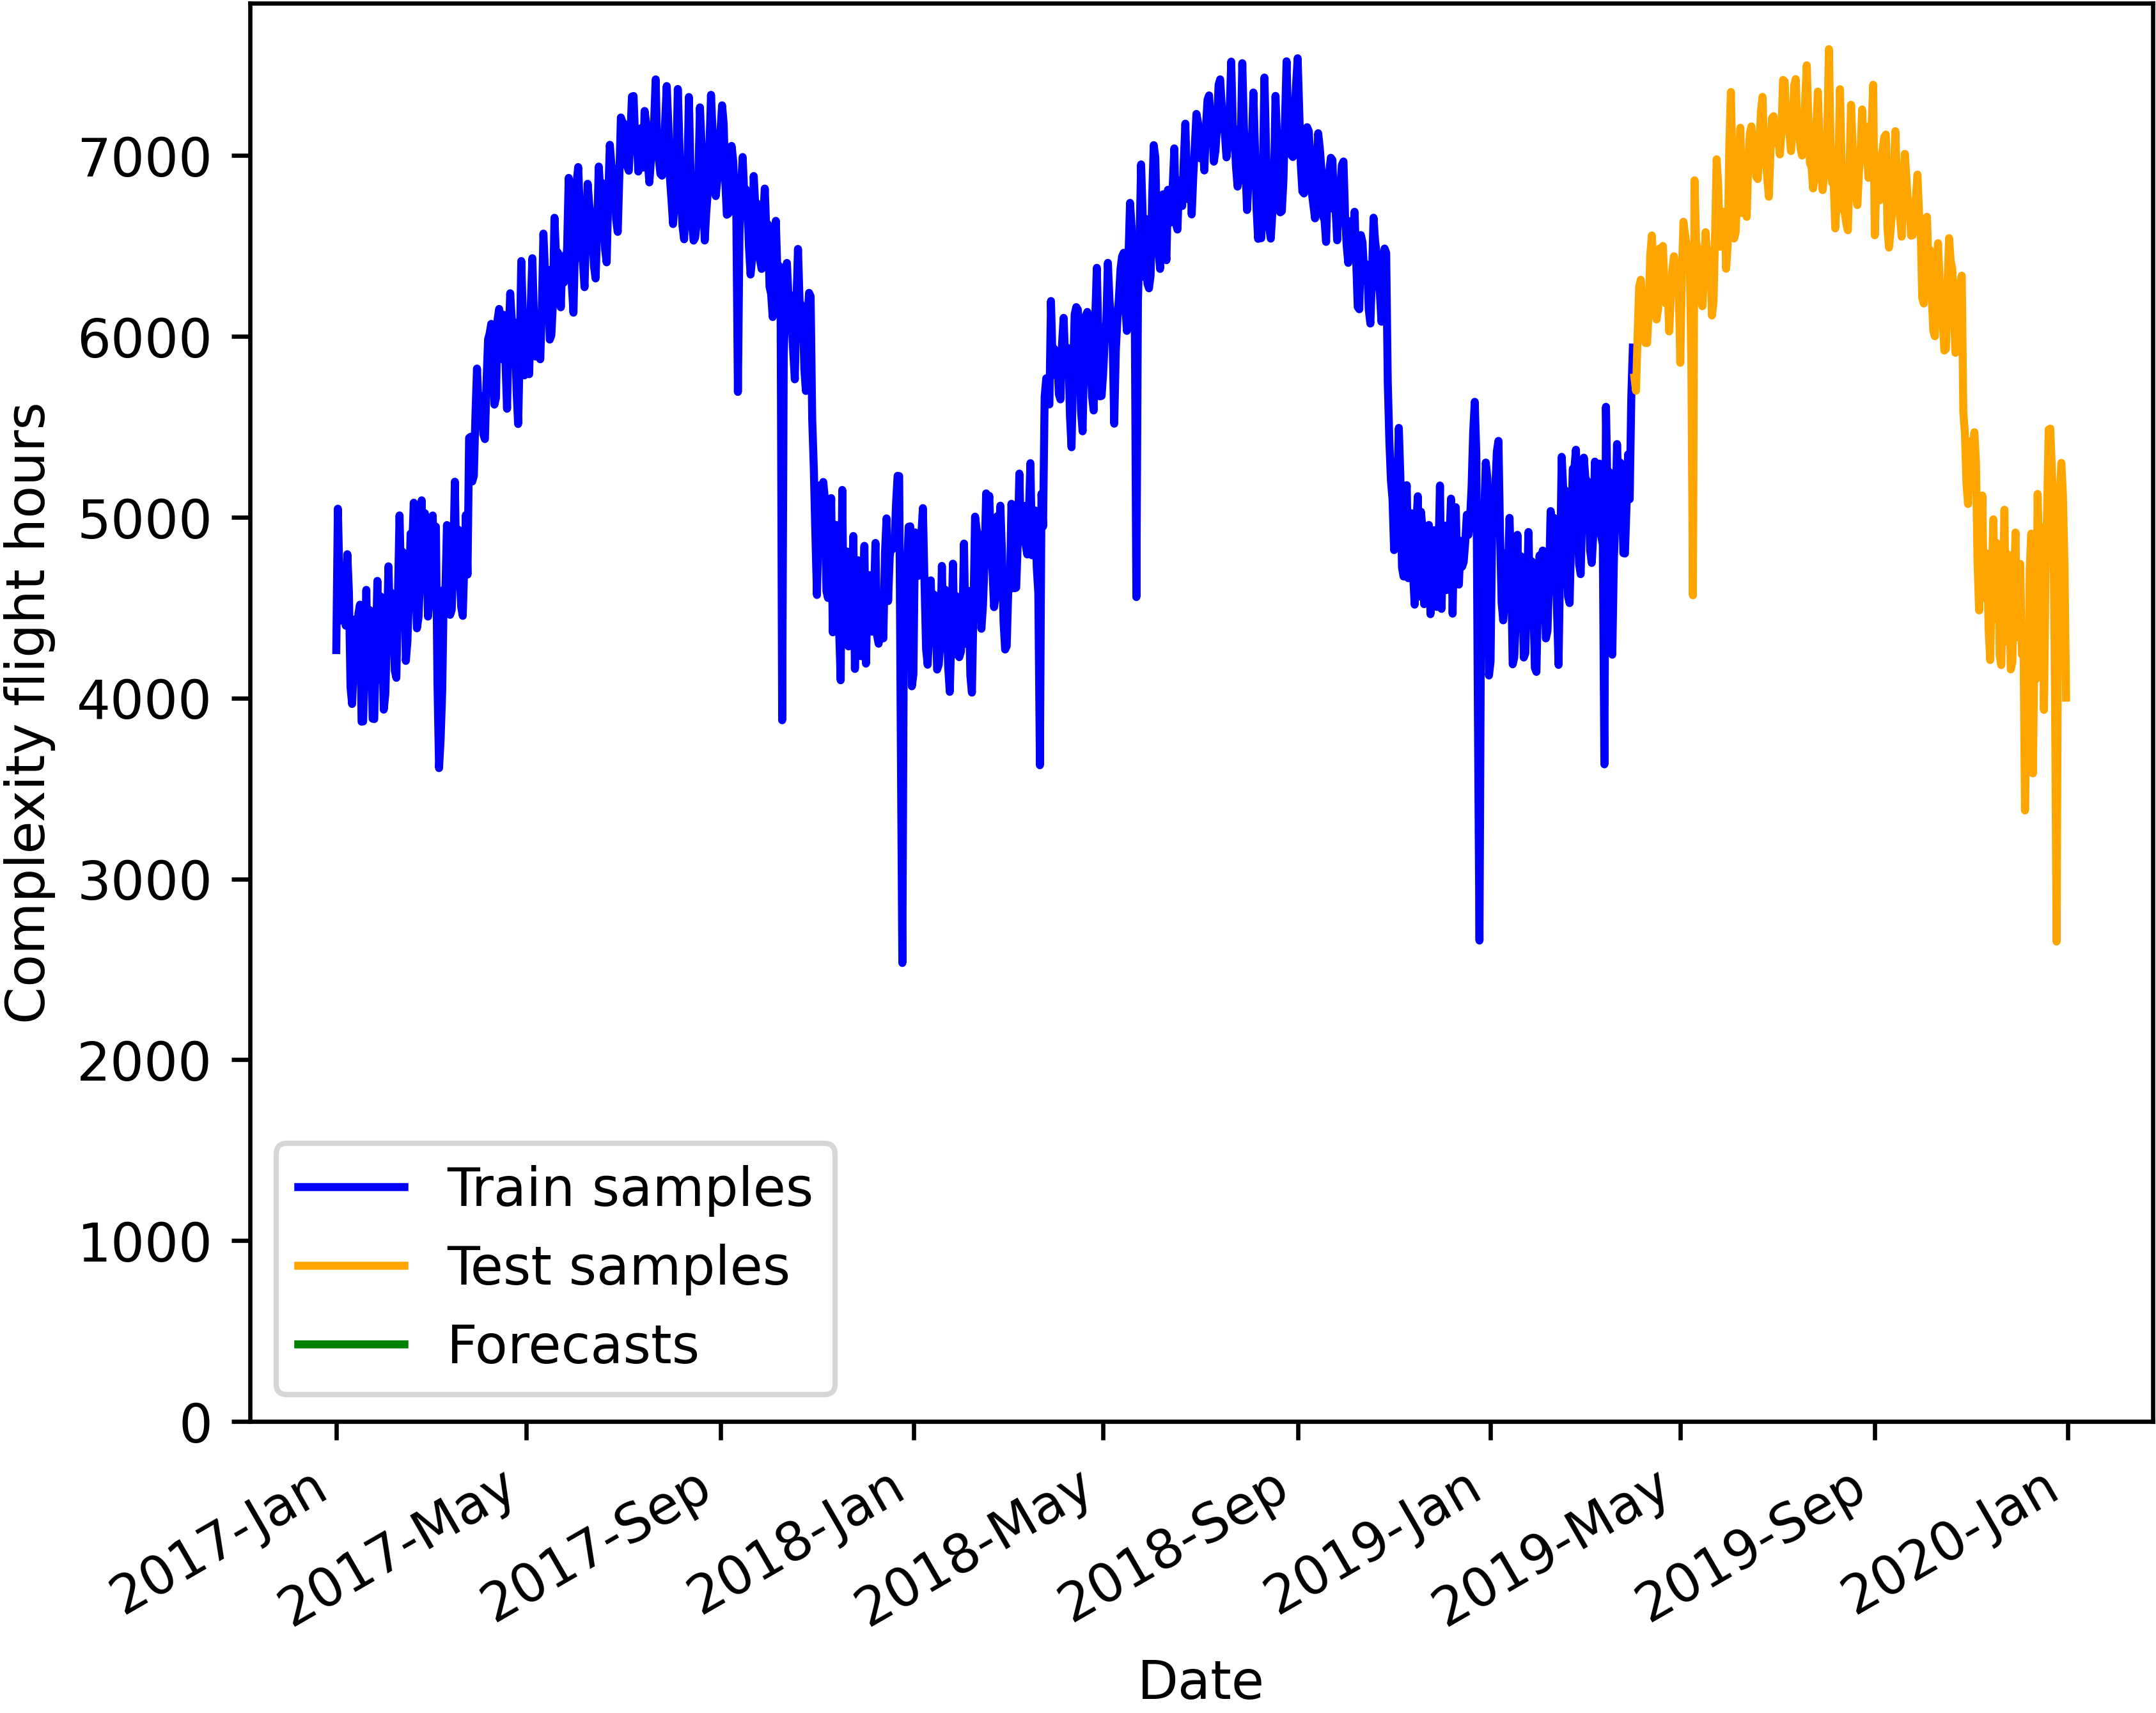 Complexity flight hours
7000
6000
5000
4000
3000
2000
1000
0
Train samples
Test samples
Forecasts
2017-Jan
2017-May
2017-Sep
2018-Jan
2018-May
2018-Sep
2019-Jan
2019-May
2019-Sep
2020-Jan
Date